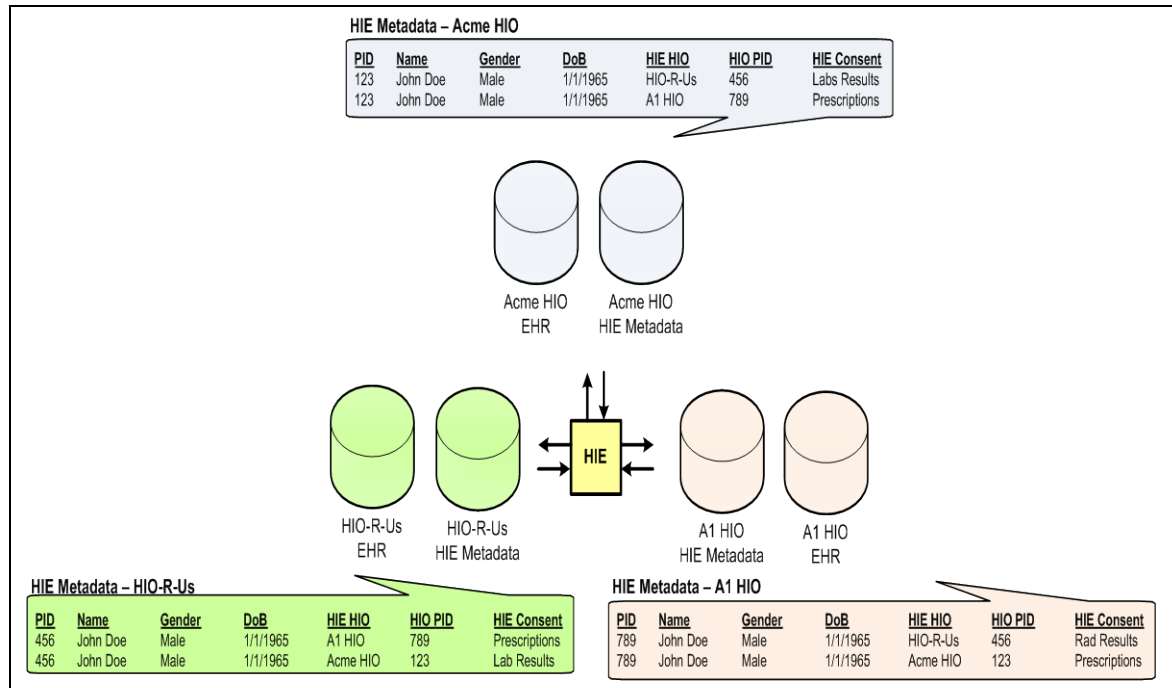 HIE Metadata – Acme HIO
PID Name Gender DoB HIE HIO HIO PID HIE Consent
123 John Doe Male 1/1/1965 HIO-R-Us 456 Labs Results
123 John Doe Male 1/1/1965 A1 HIO 789 Prescriptions
Acme HIO
EHR
Acme HIO
HIE Metadata
HIE
HIO-R-Us
EHR
HIO-R-Us
HIE Metadata
A1 HIO
HIE Metadata
A1 HIO
EHR
HIE Metadata – HIO-R-Us
PID Name Gender DoB HIE HIO HIO PID HIE Consent
456 John Doe Male 1/1/1965 A1 HIO 789 Prescriptions
456 John Doe Male 1/1/1965 Acme HIO 123 Lab Results
HIE Metadata – A1 HIO
PID Name Gender DoB HIE HIO HIO PID HIE Consent
789 John Doe Male 1/1/1965 HIO-R-Us 456 Rad Results
789 John Doe Male 1/1/1965 Acme HIO 123 Prescriptions